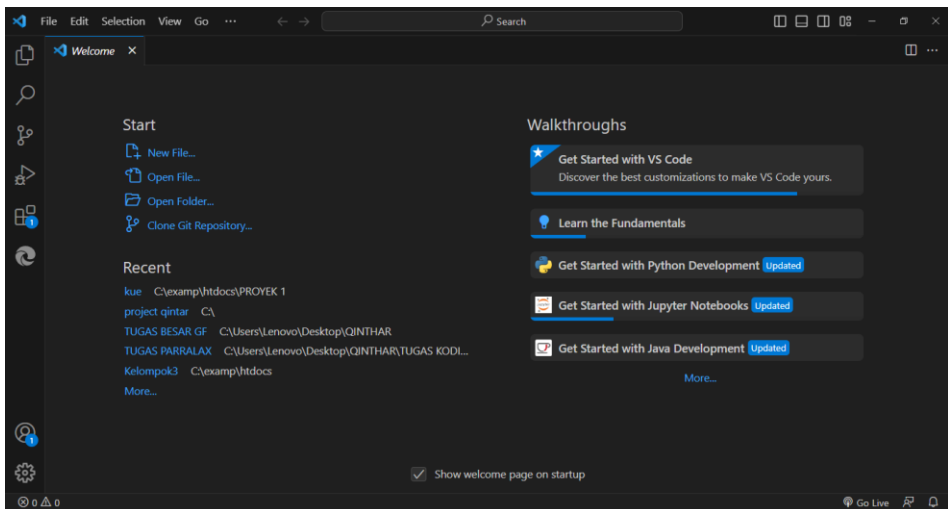 File Edit Selection View Go ··· Search
Welcome
Start
New File...
Open File...
Open Folder...
Clone Git Repository...
Recent
kue C:\examp\htdocs\PROYEK 1
project qintar C:\
TUGAS BESAR GF C:\Users\Lenovo\Desktop\QINTHAR
TUGAS PARRALAX C:\Users\Lenovo\Desktop\QINTHAR\TUGAS KODI...
Kelompok3 C:\examp\htdocs
More...
Walkthroughs
Get Started with VS Code
Discover the best customizations to make VS Code yours.
Learn the Fundamentals
Get Started with Python Development Updated
Get Started with Jupyter Notebooks Updated
Get Started with Java Development Updated
More...
1
1
Show welcome page on startup
0 0 Go Live